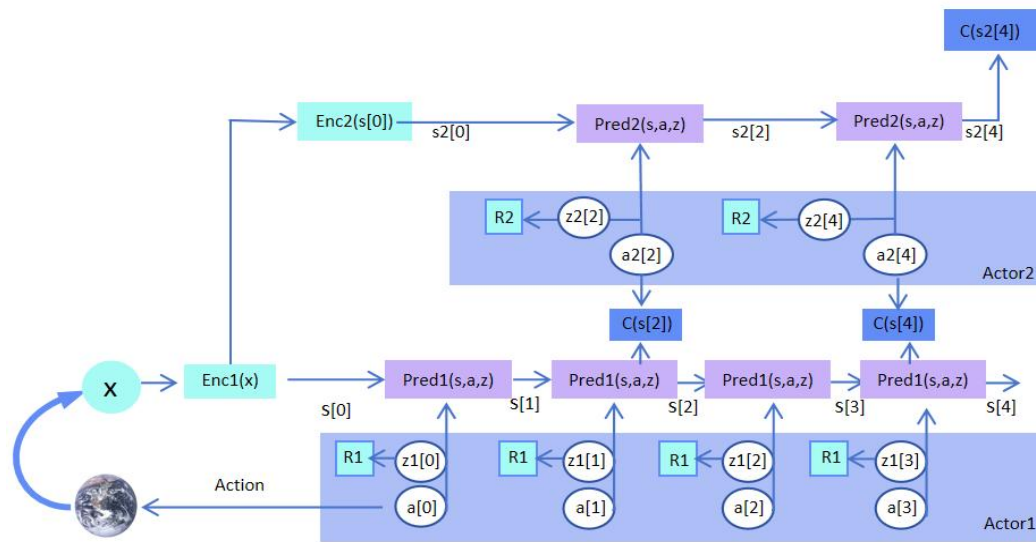 C(s2[4])
Enc2(s[0])
s2[0]
Pred2(s,a,z)
s2[2]
Pred2(s,a,z)
s2[4]
R2
z2[2]
R2
z2[4]
a2[2]
a2[4]
Actor2
C(s[2])
C(s[4])
X
Enc1(x)
S[0]
Pred1(s,a,z)
S[1]
Pred1(s,a,z)
S[2]
Pred1(s,a,z)
S[3]
Pred1(s,a,z)
S[4]
R1
z1[0]
R1
z1[1]
R1
z1[2]
R1
z1[3]
Action
a[0]
a[1]
a[2]
a[3]
Actor1